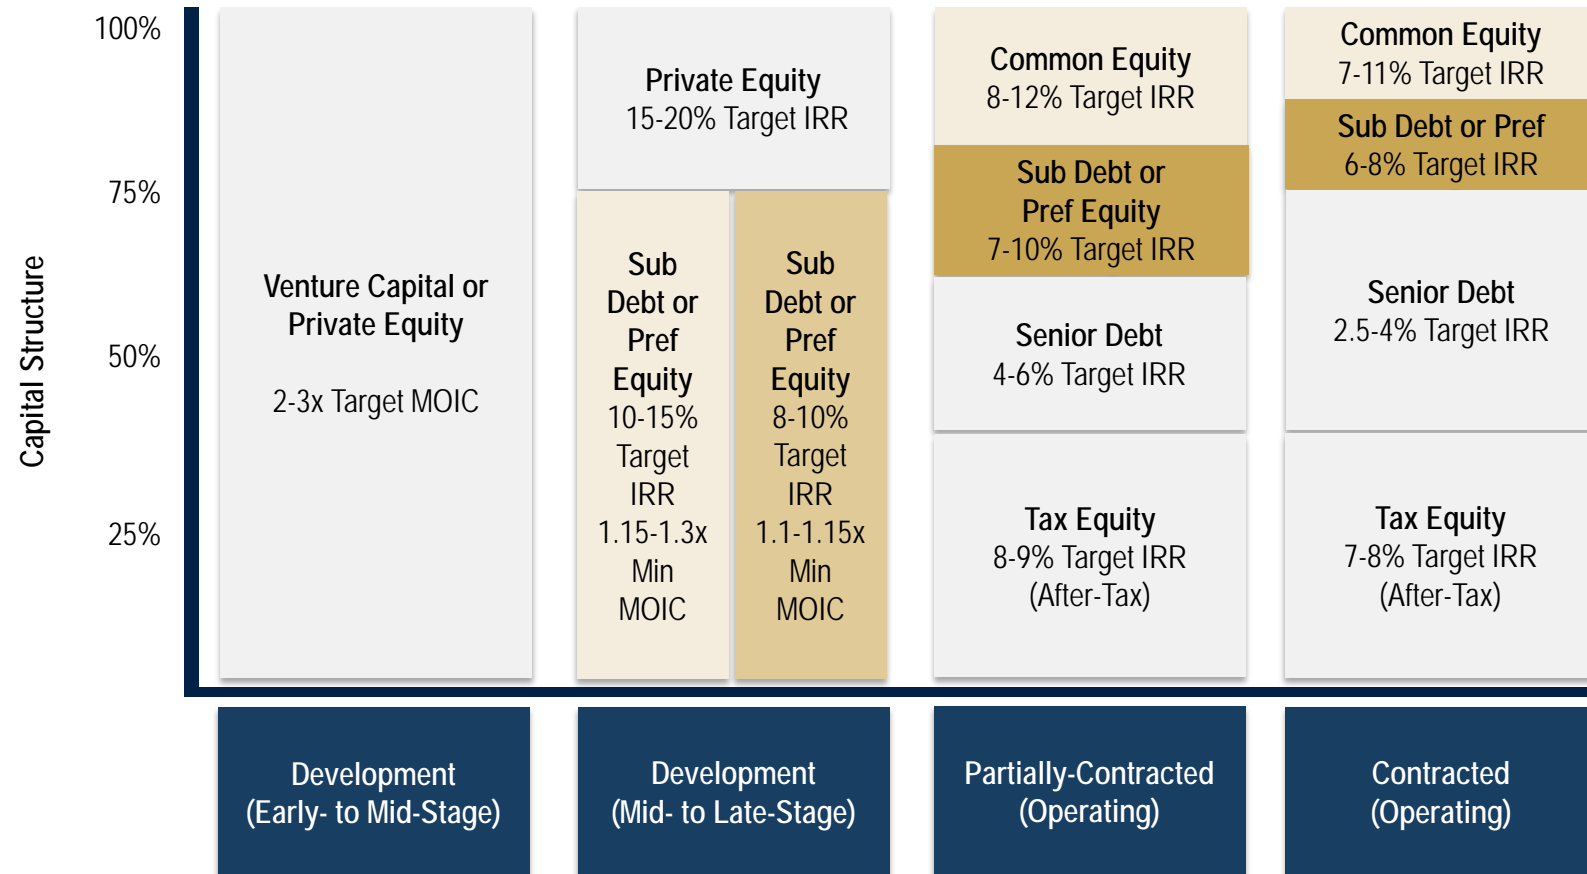 Capital Structure
100%
75%
50%
25%
Venture Capital or
Private Equity
2-3x Target MOIC
Private Equity
15-20% Target IRR
Sub
Debt or
Pref
Equity
10-15%
Target
IRR
1.15-1.3x
Min
MOIC
Sub
Debt or
Pref
Equity
8-10%
Target
IRR
1.1-1.15x
Min
MOIC
Common Equity
8-12% Target IRR
Sub Debt or
Pref Equity
7-10% Target IRR
Senior Debt
4-6% Target IRR
Tax Equity
8-9% Target IRR
(After-Tax)
Common Equity
7-11% Target IRR
Sub Debt or Pref
6-8% Target IRR
Senior Debt
2.5-4% Target IRR
Tax Equity
7-8% Target IRR
(After-Tax)
Development
(Early- to Mid-Stage)
Development
(Mid- to Late-Stage)
Partially-Contracted
(Operating)
Contracted
(Operating)